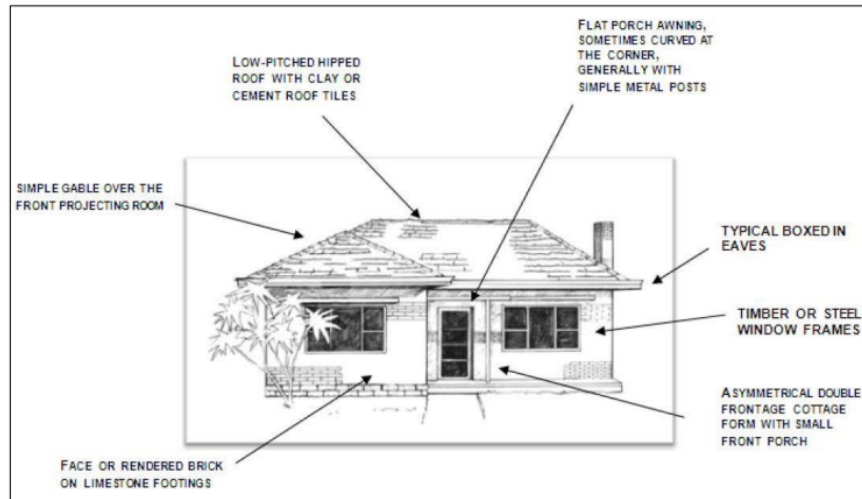 FLAT PORCH AWNING,
SOMETIMES CURVED AT
THE CORNER,
GENERALLY WITH
SIMPLE METAL POSTS
LOW-PITCHED HIPPED
ROOF WITH CLAY OR
CEMENT ROOF TILES
SIMPLE GABLE OVER THE
FRONT PROJECTING ROOM
TYPICAL BOXED IN
EAVES
TIMBER OR STEEL
WINDOW FRAMES
ASYMMETRICAL DOUBLE
FRONTAGE COTTAGE
FORM WITH SMALL
FRONT PORCH
FACE OR RENDERED BRICK
ON LIMESTONE FOOTINGS